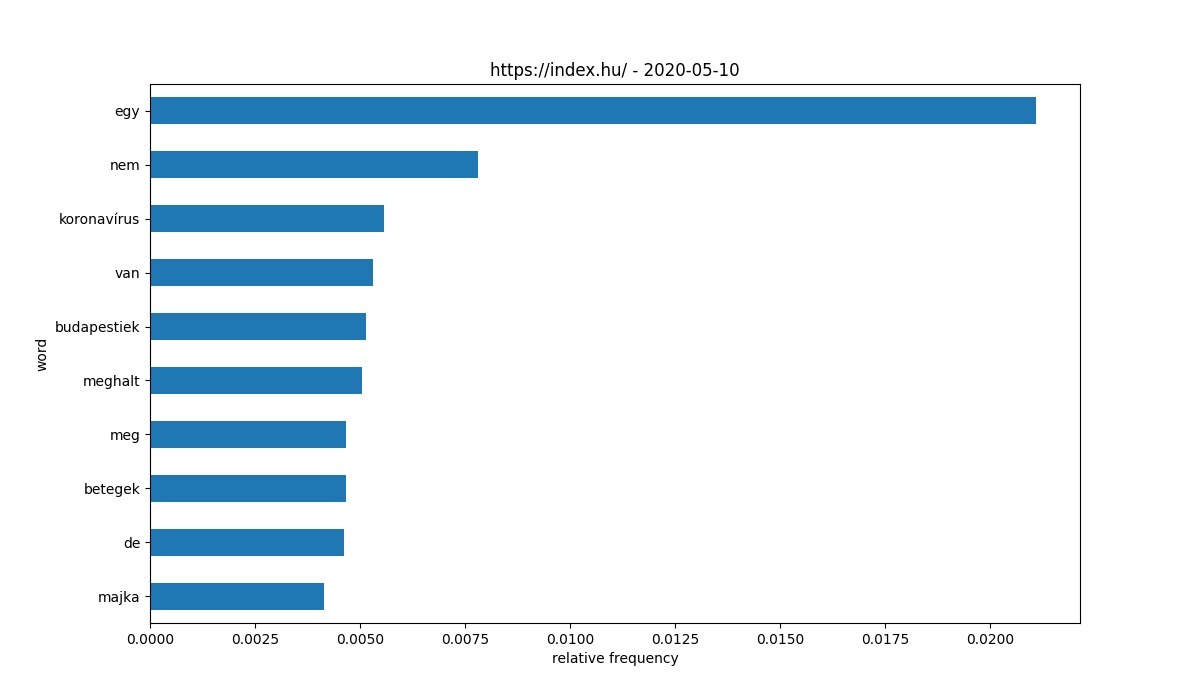 https://index.hu/ - 2020-05-10
egy
nem
koronavírus
van
budapestiek
meghalt
meg
betegek
de
majka
word
0.0000 0.0025 0.0050 0.0075 0.0100 0.0125 0.0150 0.0175 0.0200
relative frequency